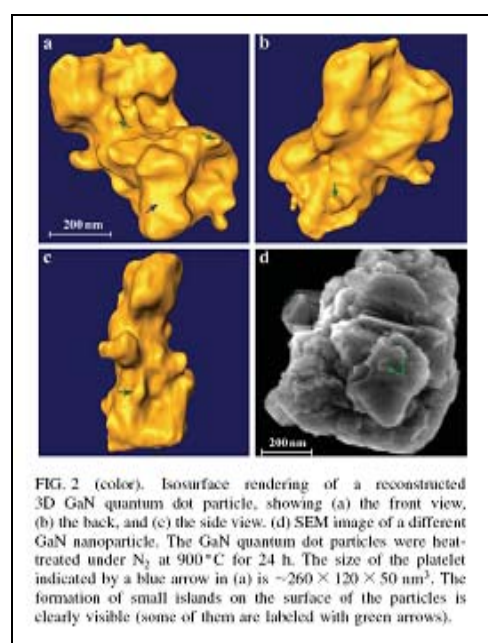 a
b
200 nm
c
d
200 nm
FIG. 2 (color). Isosurface rendering of a reconstructed
3D GaN quantum dot particle, showing (a) the front view,
(b) the back, and (c) the side view. (d) SEM image of a different
GaN nanoparticle. The GaN quantum dot particles were heat-
treated under N₂ at 900 °C for 24 h. The size of the platelet
indicated by a blue arrow in (a) is ~260 × 120 × 50 nm³. The
formation of small islands on the surface of the particles is
clearly visible (some of them are labeled with green arrows).